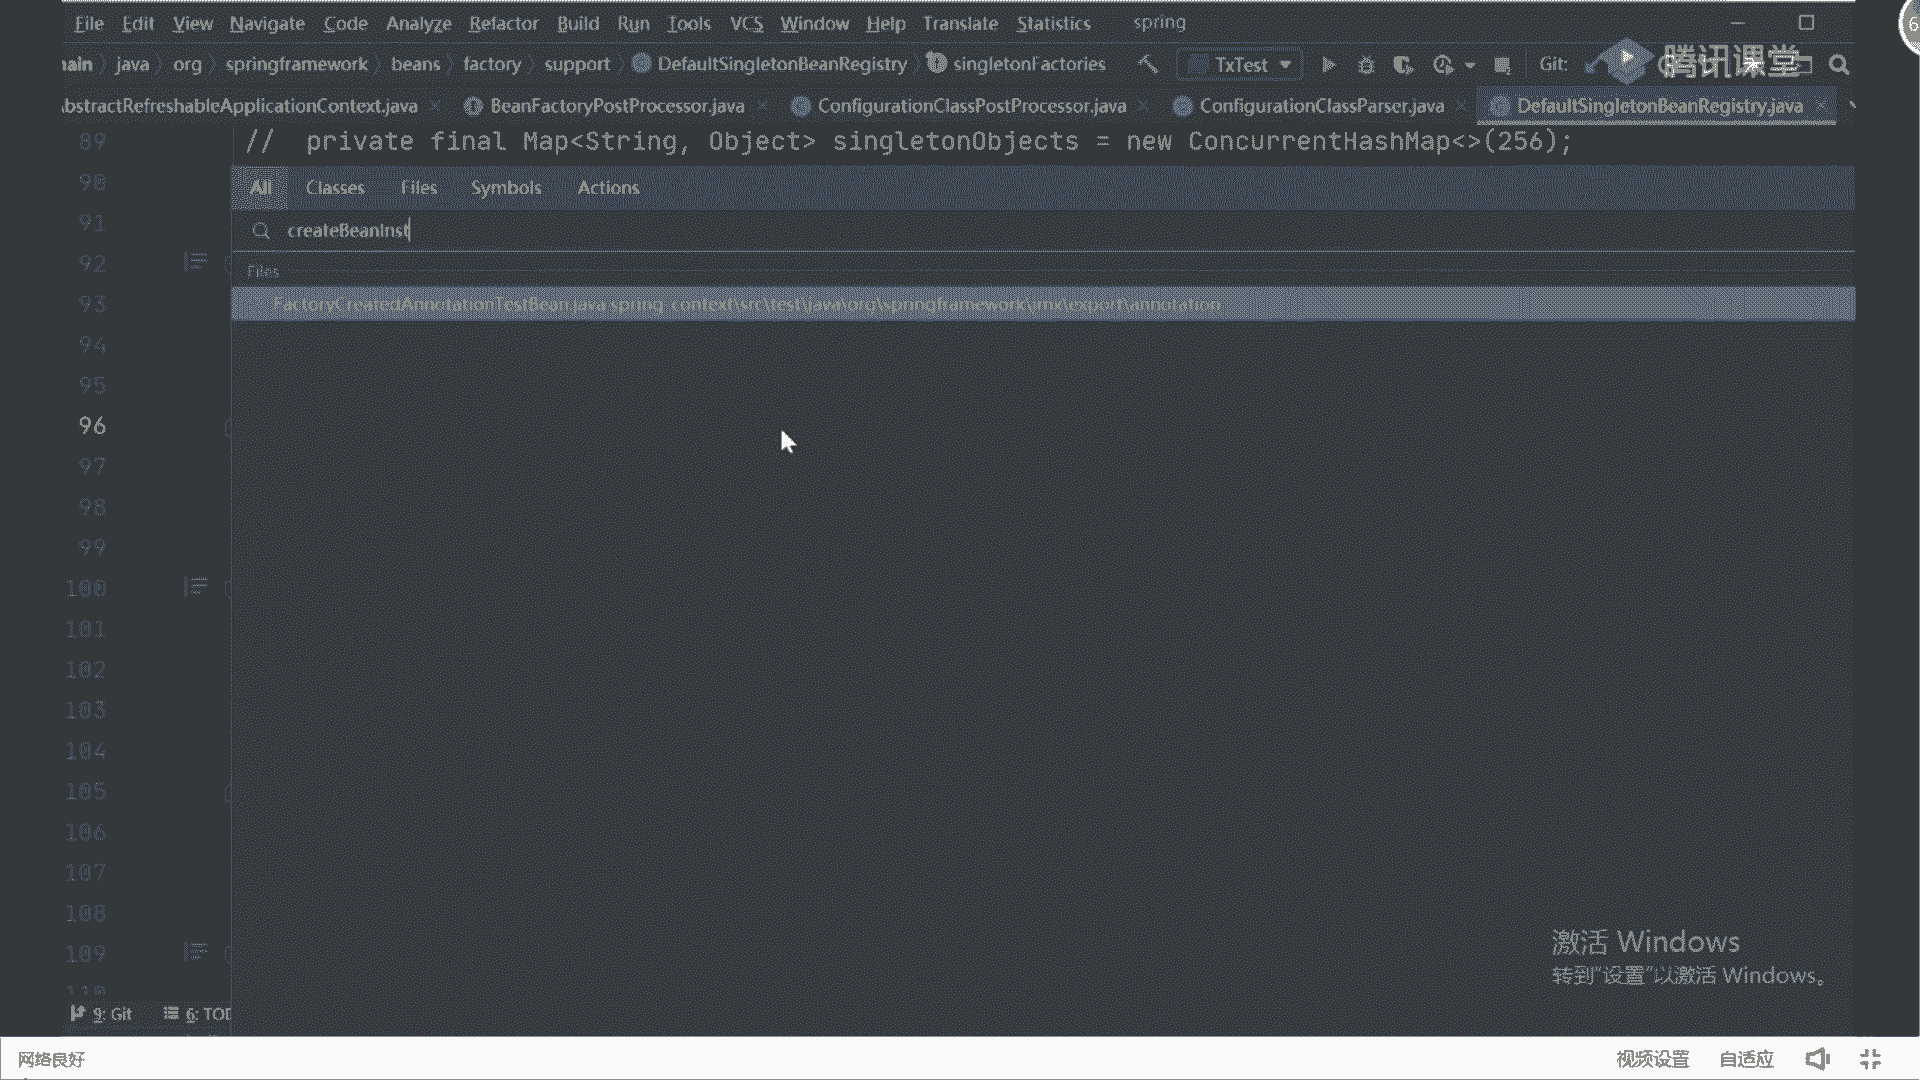 File Edit View Navigate Code Analyze Refactor Build Run Tools VCS Window Help Translate Statistics spring
ain java org springframework beans factory support DefaultSingletonBeanRegistry singletonFactories TxTest Git: 腾讯课堂
bstractRefreshableApplicationContext.java BeanFactoryPostProcessor.java ConfigurationClassPostProcessor.java ConfigurationClassParser.java DefaultSingletonBeanRegistry.java
89 // private final Map<String, Object> singletonObjects = new ConcurrentHashMap<>(256);
90
All Classes Files Symbols Actions
91
createBeanInst
92
Files
93
FactoryCreatedAnnotationTestBean.java spring-context\src\test\java\org\springframework\jmx\export\annotation
94
95
96
97
98
99
100
101
102
103
104
105
106
107
108
109
110
激活 Windows
转到"设置"以激活 Windows。
9: Git 6: TOD
网络良好 视频设置 自适应